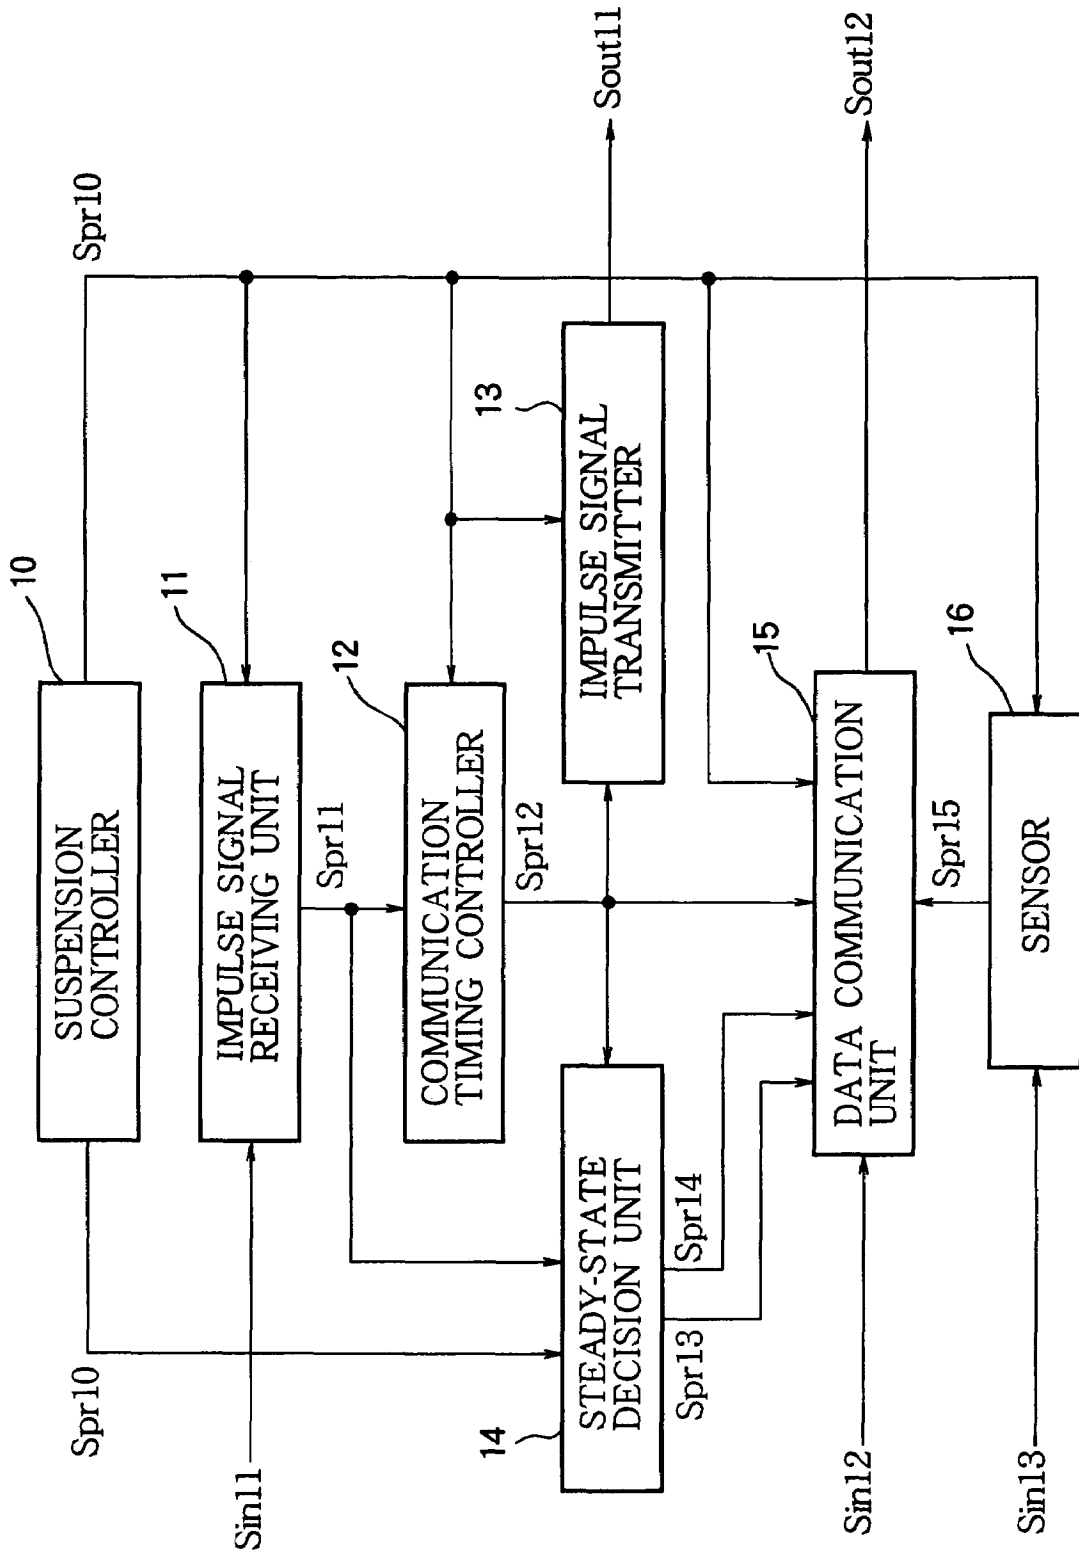 Spr10
Spr10
10
SUSPENSION
CONTROLLER
11
IMPULSE SIGNAL
RECEIVING UNIT
Sin11
Spr11
12
COMMUNICATION
TIMING CONTROLLER
Spr12
13
IMPULSE SIGNAL
TRANSMITTER
Sout11
14
STEADY-STATE
DECISION UNIT
Spr13
Spr14
15
DATA COMMUNICATION
UNIT
Sin12
Sout12
Spr15
16
SENSOR
Sin13